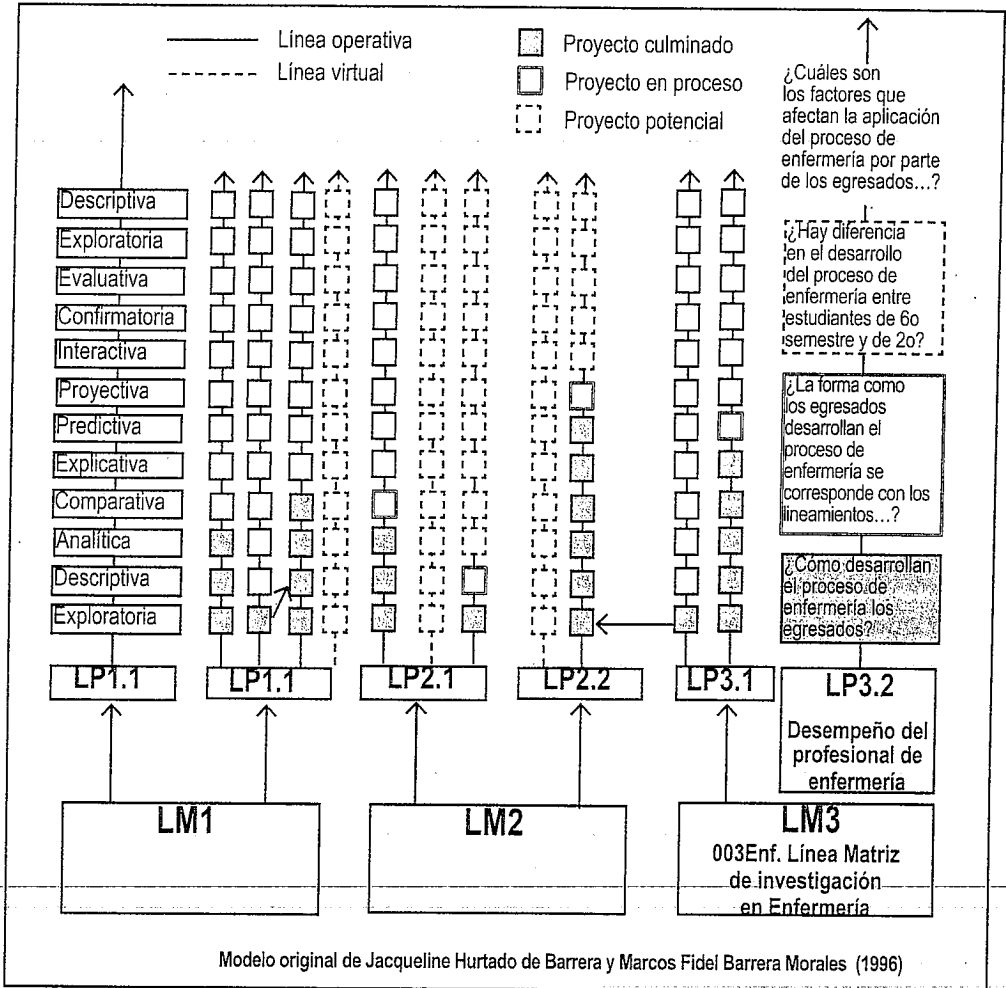 Línea operativa
Línea virtual
Proyecto culminado
Proyecto en proceso
Proyecto potencial
¿Cuáles son
los factores que
afectan la aplicación
del proceso de
enfermería por parte
de los egresados...?
¿Hay diferencia
en el desarrollo
del proceso de
enfermería entre
estudiantes de 6o
semestre y de 2o?
¿La forma como
los egresados
desarrollan el
proceso de
enfermería se
corresponde con los
lineamientos...?
¿Cómo desarrollan
el proceso de
enfermería los
egresados?
Descriptiva
Exploratoria
Evaluativa
Confirmatoria
Interactiva
Proyectiva
Predictiva
Explicativa
Comparativa
Analítica
Descriptiva
Exploratoria
LP1.1
LP1.1
LP2.1
LP2.2
LP3.1
LP3.2
Desempeño del
profesional de
enfermería
LM1
LM2
LM3
003Enf. Línea Matriz
de investigación
en Enfermería
Modelo original de Jacqueline Hurtado de Barrera y Marcos Fidel Barrera Morales (1996)